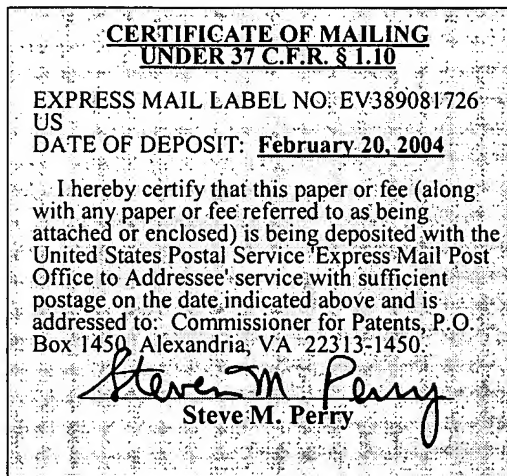 CERTIFICATE OF MAILING
UNDER 37 C.F.R. § 1.10
EXPRESS MAIL LABEL NO. EV389081726
US
DATE OF DEPOSIT: February 20, 2004
I hereby certify that this paper or fee (along
with any paper or fee referred to as being
attached or enclosed) is being deposited with the
United States Postal Service 'Express Mail Post
Office to Addressee' service with sufficient
postage on the date indicated above and is
addressed to: Commissioner for Patents, P.O.
Box 1450, Alexandria, VA 22313-1450.
Steven M Perry
Steve M. Perry